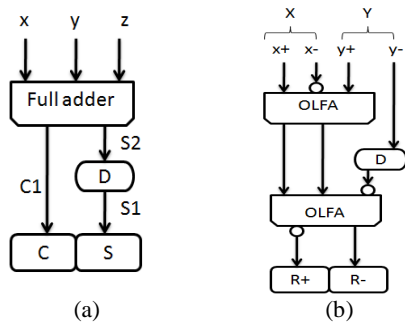 x y z
Full adder
S2
D
C1
S1
C S
(a)
X Y
x+ x- y+ y-
OLFA
D
OLFA
R+ R-
(b)